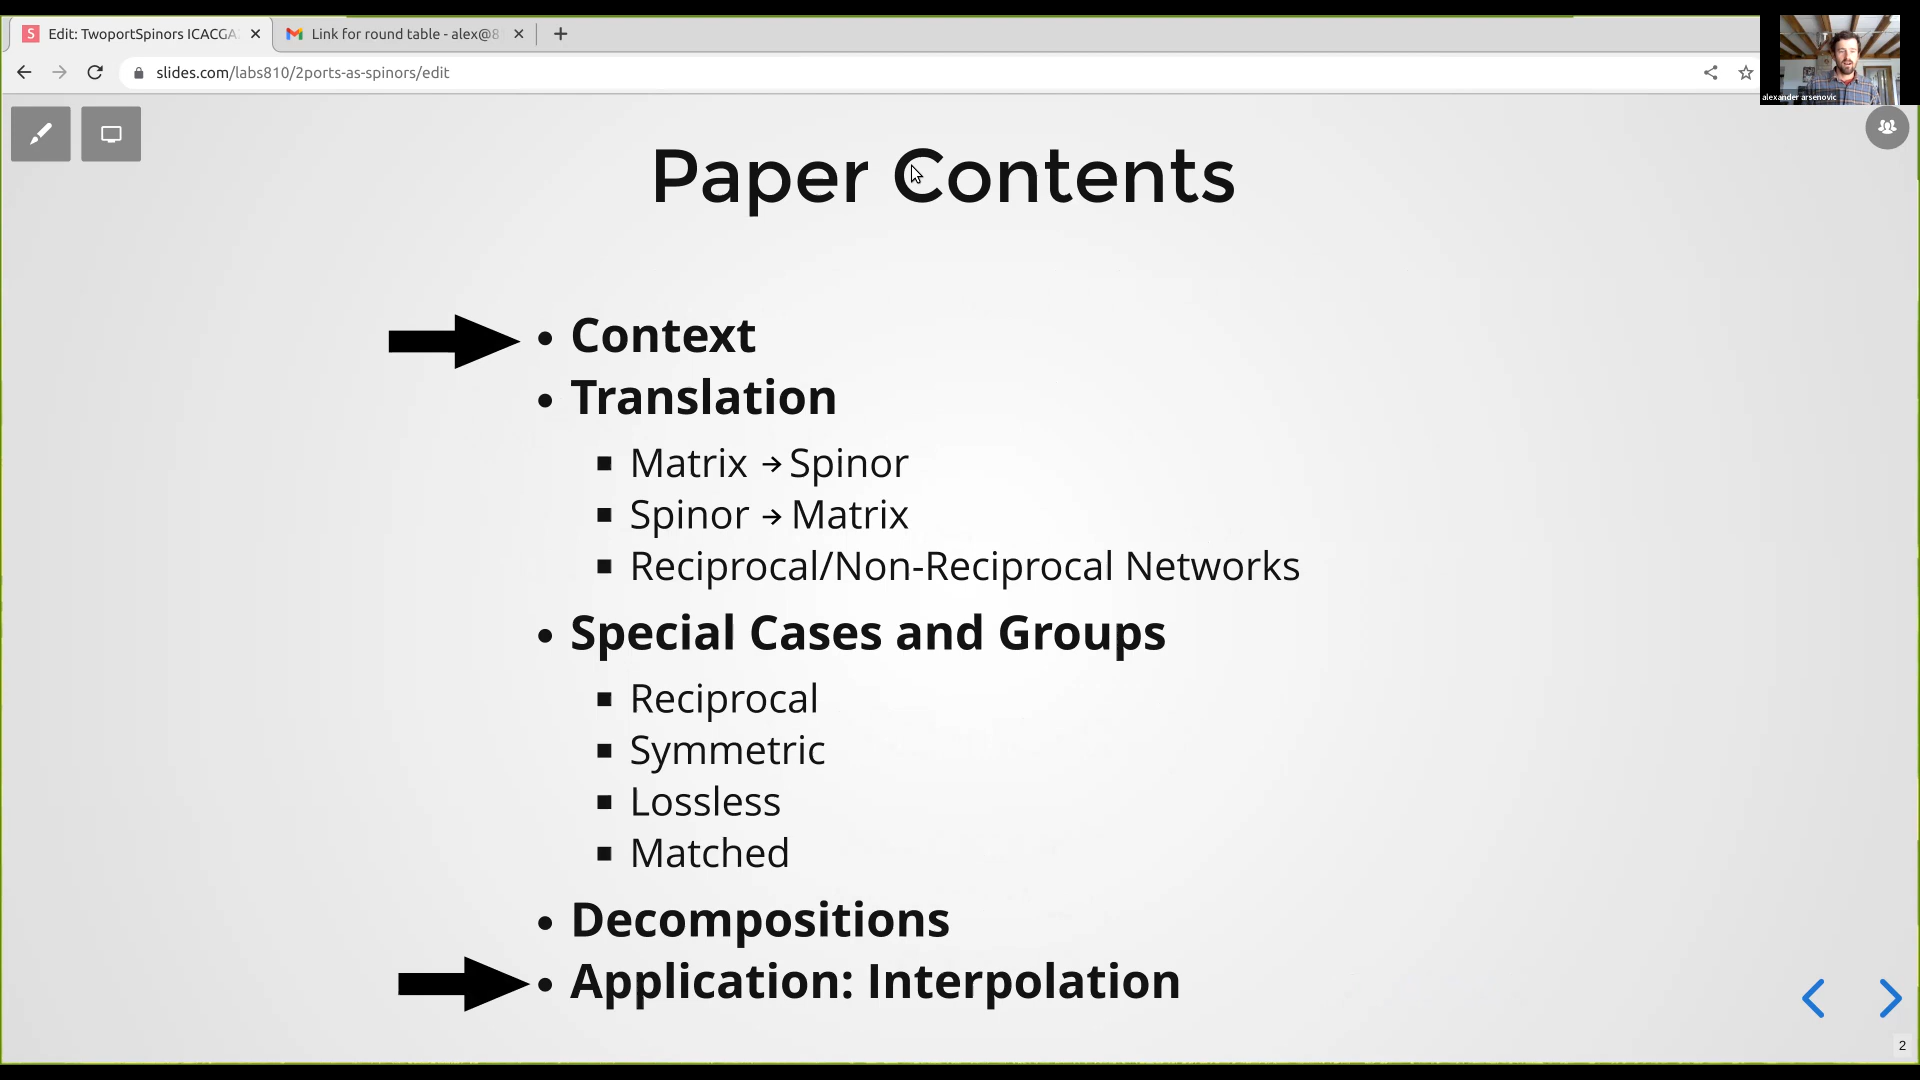 Edit: TwoportSpinors ICACGA
Link for round table - alex@8
slides.com/labs810/2ports-as-spinors/edit
alexander arsenovic
Paper Contents
• Context
• Translation
▪ Matrix → Spinor
▪ Spinor → Matrix
▪ Reciprocal/Non-Reciprocal Networks
• Special Cases and Groups
▪ Reciprocal
▪ Symmetric
▪ Lossless
▪ Matched
• Decompositions
• Application: Interpolation
2